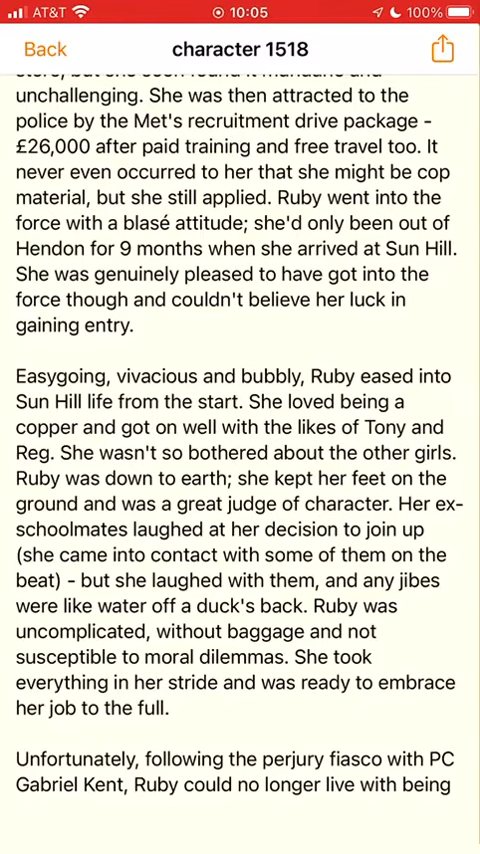 AT&T
10:05
100%
Back
character 1518
unchallenging. She was then attracted to the
police by the Met's recruitment drive package -
£26,000 after paid training and free travel too. It
never even occurred to her that she might be cop
material, but she still applied. Ruby went into the
force with a blasé attitude; she'd only been out of
Hendon for 9 months when she arrived at Sun Hill.
She was genuinely pleased to have got into the
force though and couldn't believe her luck in
gaining entry.
Easygoing, vivacious and bubbly, Ruby eased into
Sun Hill life from the start. She loved being a
copper and got on well with the likes of Tony and
Reg. She wasn't so bothered about the other girls.
Ruby was down to earth; she kept her feet on the
ground and was a great judge of character. Her ex-
schoolmates laughed at her decision to join up
(she came into contact with some of them on the
beat) - but she laughed with them, and any jibes
were like water off a duck's back. Ruby was
uncomplicated, without baggage and not
susceptible to moral dilemmas. She took
everything in her stride and was ready to embrace
her job to the full.
Unfortunately, following the perjury fiasco with PC
Gabriel Kent, Ruby could no longer live with being